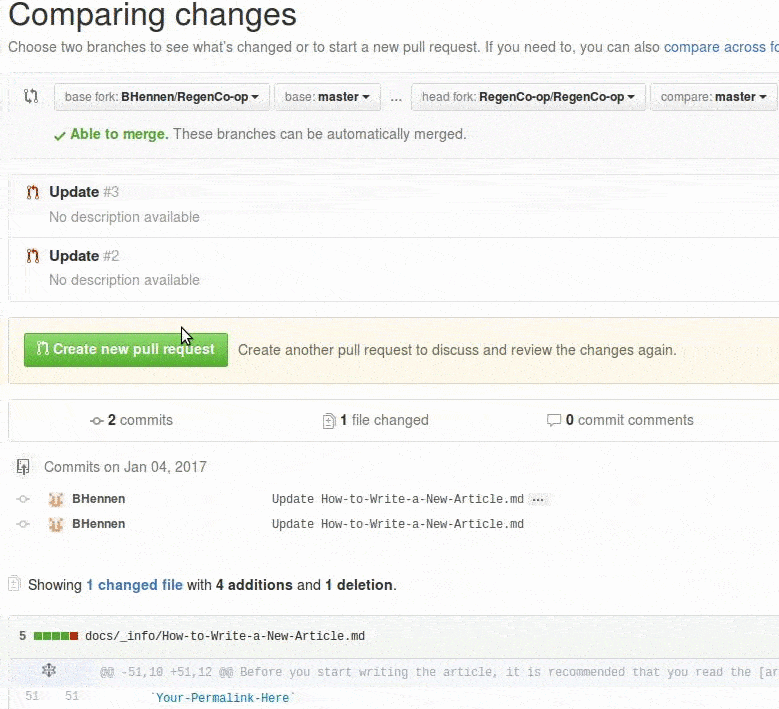 Comparing changes
Choose two branches to see what's changed or to start a new pull request. If you need to, you can also compare across
base fork: BHennen/RegenCo-op base: master ... head fork: RegenCo-op/RegenCo-op compare: master
Able to merge. These branches can be automatically merged.
Update #3
No description available
Update #2
No description available
Create new pull request Create another pull request to discuss and review the changes again.
2 commits 1 file changed 0 commit comments
Commits on Jan 04, 2017
BHennen Update How-to-Write-a-New-Article.md ...
BHennen Update How-to-Write-a-New-Article.md
Showing 1 changed file with 4 additions and 1 deletion.
5 docs/_info/How-to-Write-a-New-Article.md
@@ -51,10 +51,12 @@ Before you start writing the article, it is recommended that you read the [ar
51 51 `Your-Permalink-Here`